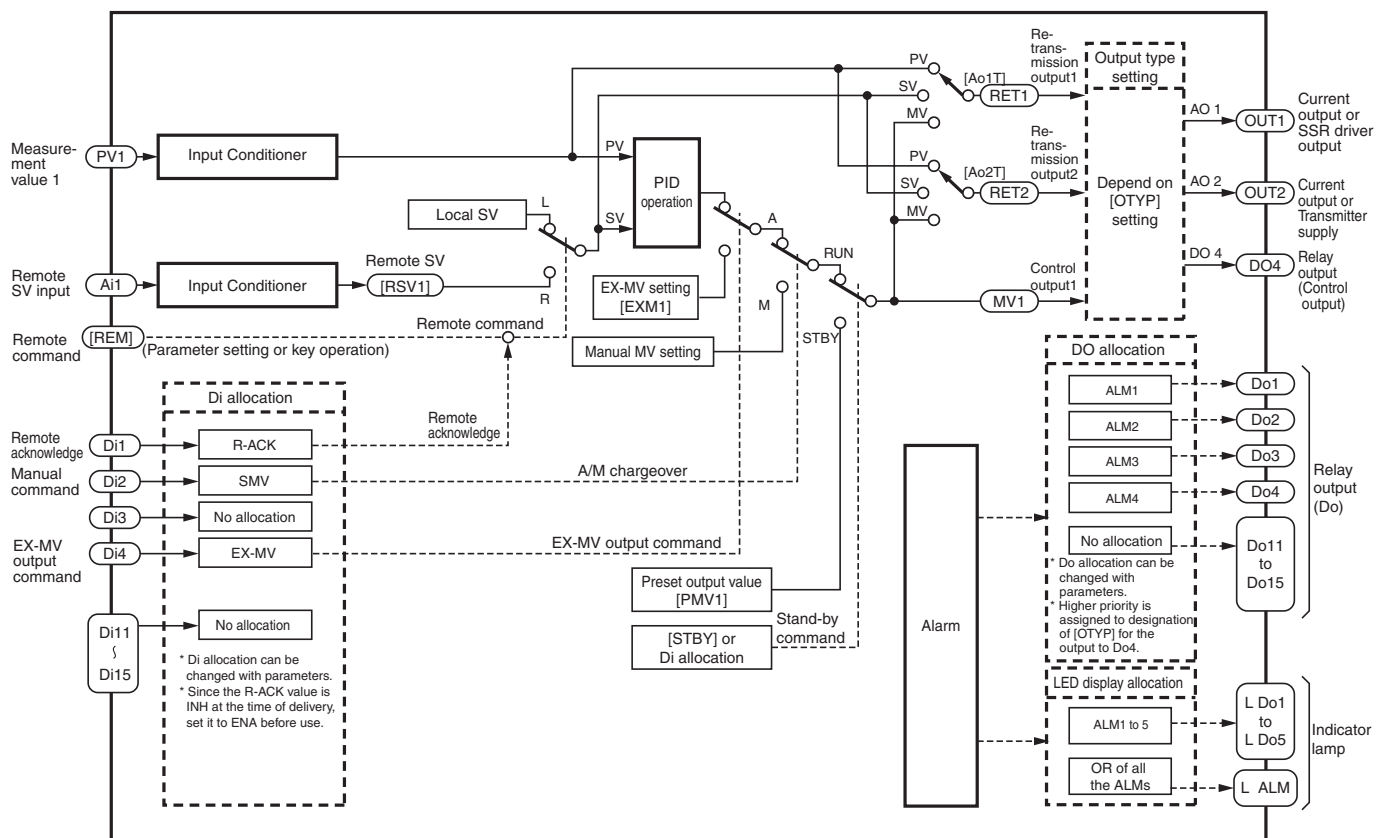 Measure-
ment
value 1
PV1
Input Conditioner
Remote
SV input
Ai1
Input Conditioner
Remote SV
[RSV1]
Local SV
L
R
SV
PV
PID
operation
Remote
command
[REM]
(Parameter setting or key operation)
Remote command
EX-MV setting
[EXM1]
Manual MV setting
A
M
RUN
STBY
PV
SV
MV
[Ao1T]
RET1
Re-
trans-
mission
output1
PV
SV
MV
[Ao2T]
RET2
Re-
trans-
mission
output2
Control
output1
MV1
Output type
setting
Depend on
[OTYP]
setting
AO 1
OUT1
Current
output or
SSR driver
output
AO 2
OUT2
Current
output or
Transmitter
supply
DO 4
DO4
Relay
output
(Control
output)
Di allocation
Remote
acknowledge
Di1
R-ACK
Remote
acknowledge
Manual
command
Di2
SMV
A/M chargeover
Di3
No allocation
EX-MV
output
command
Di4
EX-MV
EX-MV output command
Di11
~
Di15
No allocation
* Di allocation can be
changed with parameters.
* Since the R-ACK value is
INH at the time of delivery,
set it to ENA before use.
Preset output value
[PMV1]
[STBY] or
Di allocation
Stand-by
command
Alarm
DO allocation
ALM1
Do1
ALM2
Do2
ALM3
Do3
ALM4
Do4
No allocation
Do11
to
Do15
Relay
output
(Do)
* Do allocation can be
changed with
parameters.
* Higher priority is
assigned to designation
of [OTYP] for the
output to Do4.
LED display allocation
ALM1 to 5
L Do1
to
L Do5
OR of all
the ALMs
L ALM
Indicator
lamp